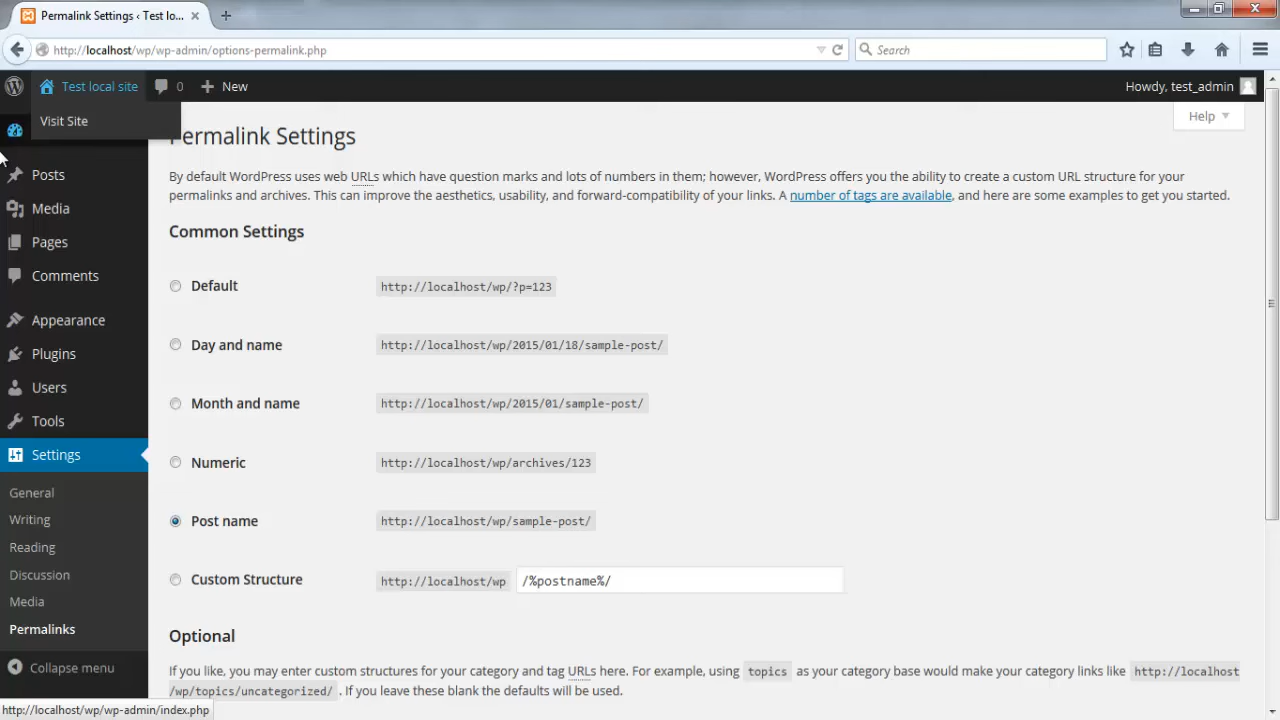 Permalink Settings ‹ Test lo...
http://localhost/wp/wp-admin/options-permalink.php
Search
Test local site
0
New
Howdy, test_admin
Visit Site
Help
Posts
Media
Pages
Comments
Appearance
Plugins
Users
Tools
Settings
General
Writing
Reading
Discussion
Media
Permalinks
Collapse menu
Permalink Settings
By default WordPress uses web URLs which have question marks and lots of numbers in them; however, WordPress offers you the ability to create a custom URL structure for your
permalinks and archives. This can improve the aesthetics, usability, and forward-compatibility of your links. A number of tags are available, and here are some examples to get you started.
Common Settings
Default http://localhost/wp/?p=123
Day and name http://localhost/wp/2015/01/18/sample-post/
Month and name http://localhost/wp/2015/01/sample-post/
Numeric http://localhost/wp/archives/123
Post name http://localhost/wp/sample-post/
Custom Structure http://localhost/wp /%postname%/
Optional
If you like, you may enter custom structures for your category and tag URLs here. For example, using topics as your category base would make your category links like http://localhost
/wp/topics/uncategorized/ . If you leave these blank the defaults will be used.
http://localhost/wp/wp-admin/index.php